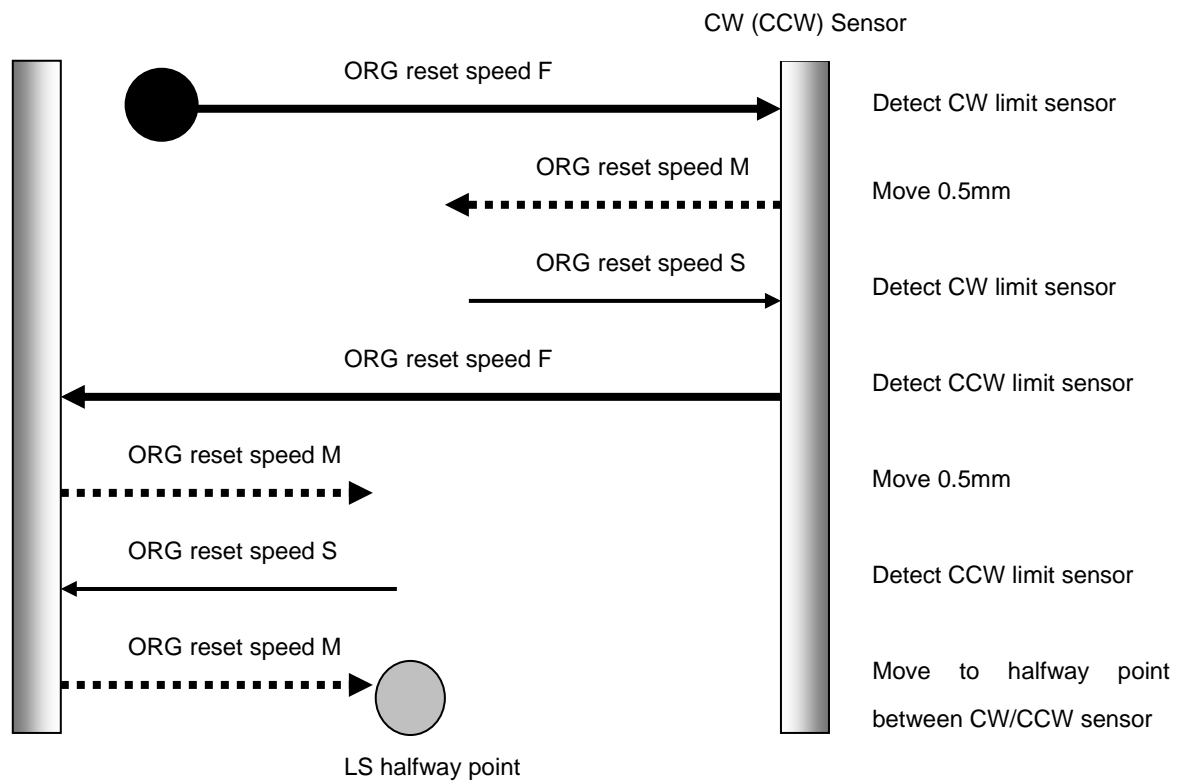 CW (CCW) Sensor
ORG reset speed F
Detect CW limit sensor
ORG reset speed M
Move 0.5mm
ORG reset speed S
Detect CW limit sensor
ORG reset speed F
Detect CCW limit sensor
ORG reset speed M
Move 0.5mm
ORG reset speed S
Detect CCW limit sensor
ORG reset speed M
Move to halfway point
between CW/CCW sensor
LS halfway point